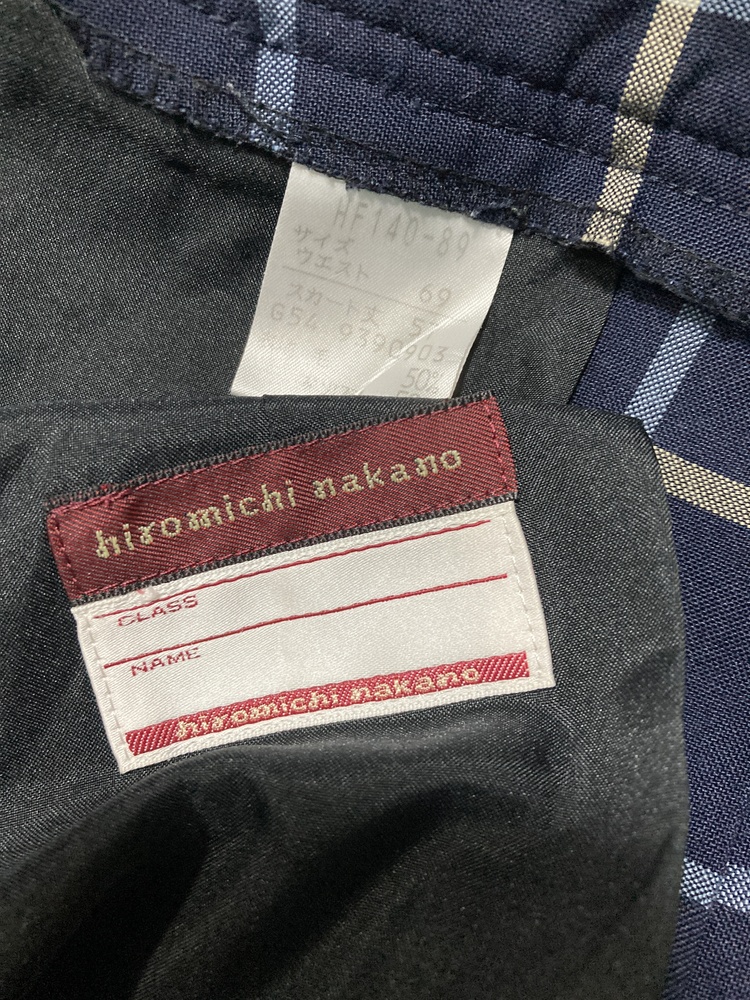 HF140-89
サイズ
ウエスト 69
スカート丈
G54 9390903
毛 50%
hiromichi nakano
CLASS
NAME
hiromichi nakano